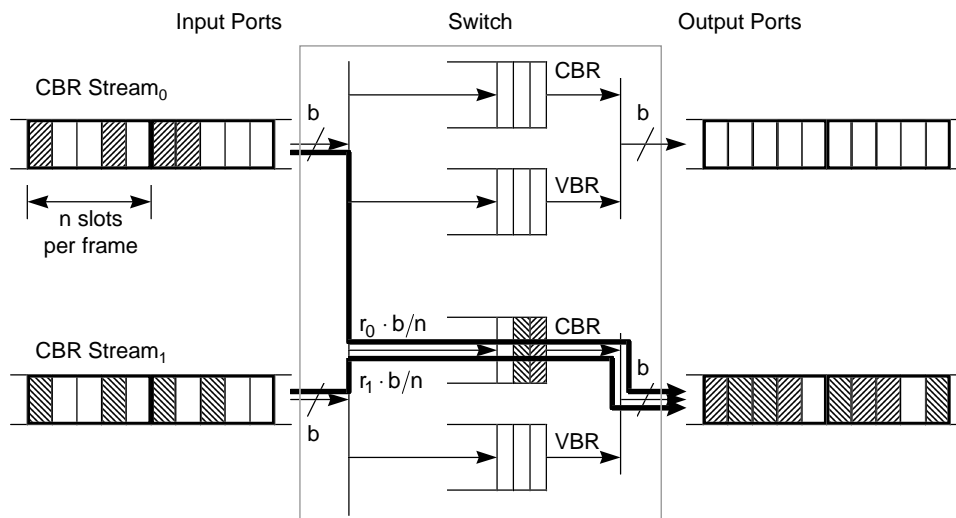 Input Ports
Switch
Output Ports
CBR Stream₀
b
CBR
b
VBR
n slots
per frame
r₀ · b/n
CBR
CBR Stream₁
r₁ · b/n
b
b
VBR